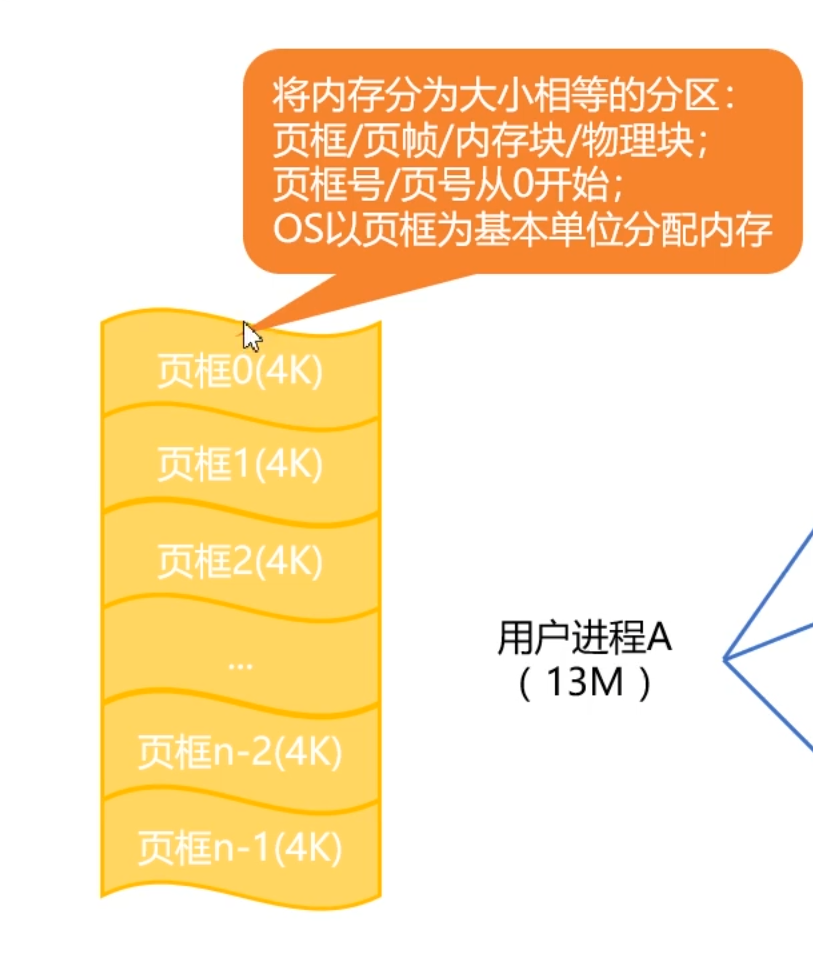 将内存分为大小相等的分区：
页框/页帧/内存块/物理块；
页框号/页号从0开始；
OS以页框为基本单位分配内存
页框0(4K)
页框1(4K)
页框2(4K)
...
页框n-2(4K)
页框n-1(4K)
用户进程A
（ 13M ）